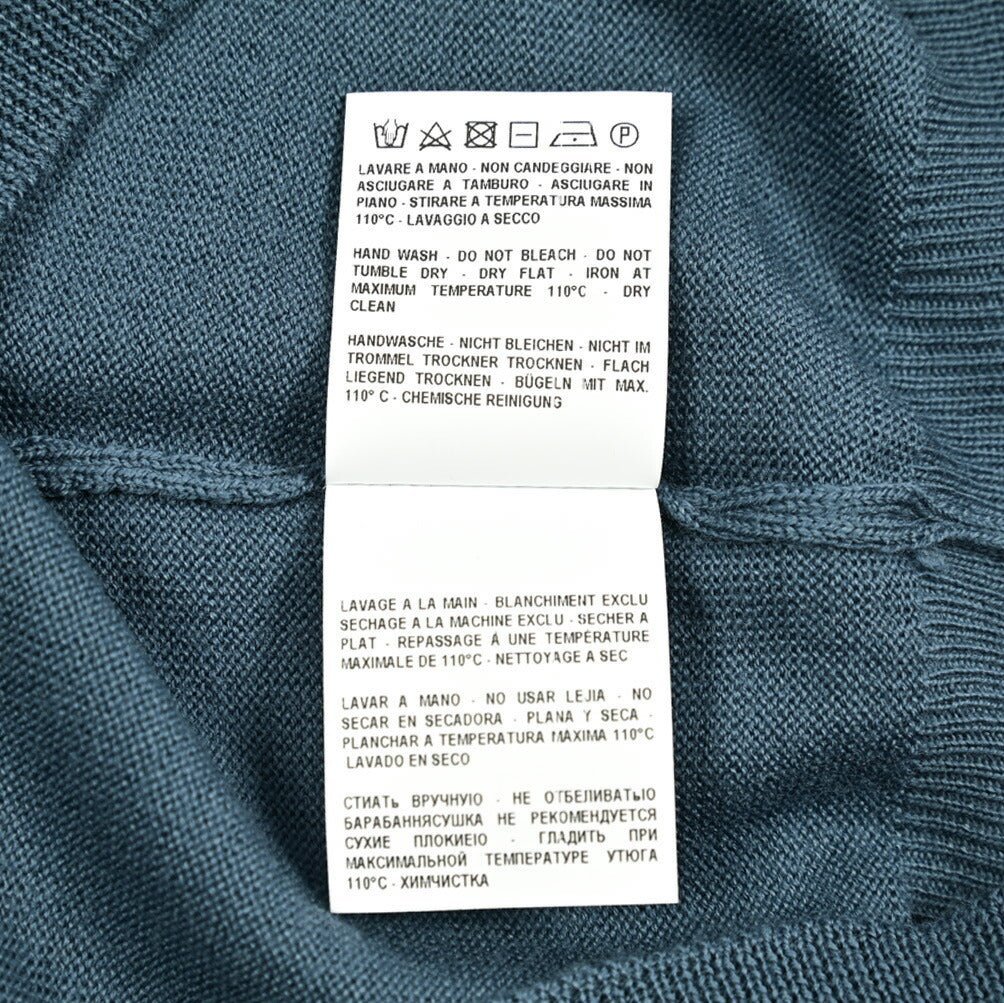 P
LAVARE A MANO - NON CANDEGGIARE - NON
ASCIUGARE A TAMBURO - ASCIUGARE IN
PIANO - STIRARE A TEMPERATURA MASSIMA
110°C - LAVAGGIO A SECCO
HAND WASH - DO NOT BLEACH - DO NOT
TUMBLE DRY - DRY FLAT - IRON AT
MAXIMUM TEMPERATURE 110°C - DRY
CLEAN
HANDWASCHE - NICHT BLEICHEN - NICHT IM
TROMMEL TROCKNER TROCKNEN - FLACH
LIEGEND TROCKNEN - BÜGELN MIT MAX.
110° C - CHEMISCHE REINIGUNG
LAVAGE A LA MAIN - BLANCHIMENT EXCLU
SECHAGE A LA MACHINE EXCLU - SECHER A
PLAT - REPASSAGE Á UNE TEMPÉRATURE
MAXIMALE DE 110°C - NETTOYAGE A SEC
LAVAR A MANO - NO USAR LEJIA - NO
SECAR EN SECADORA - PLANA Y SECA -
PLANCHAR A TEMPERATURA MAXIMA 110°C
LAVADO EN SECO
СТИАТЬ ВРУЧНУЮ - НЕ ОТБЕЛИВАТЬЮ
БАРАБАННЯСУШКА НЕ РЕКОМЕНДУЕТСЯ
СУХИЕ ПЛОКИЕЮ - ГЛАДИТЬ ПРИ
МАКСИМАЛЬНОЙ ТЕМПЕРАТУРЕ УТЮГА
110°C - ХИМЧИСТКА